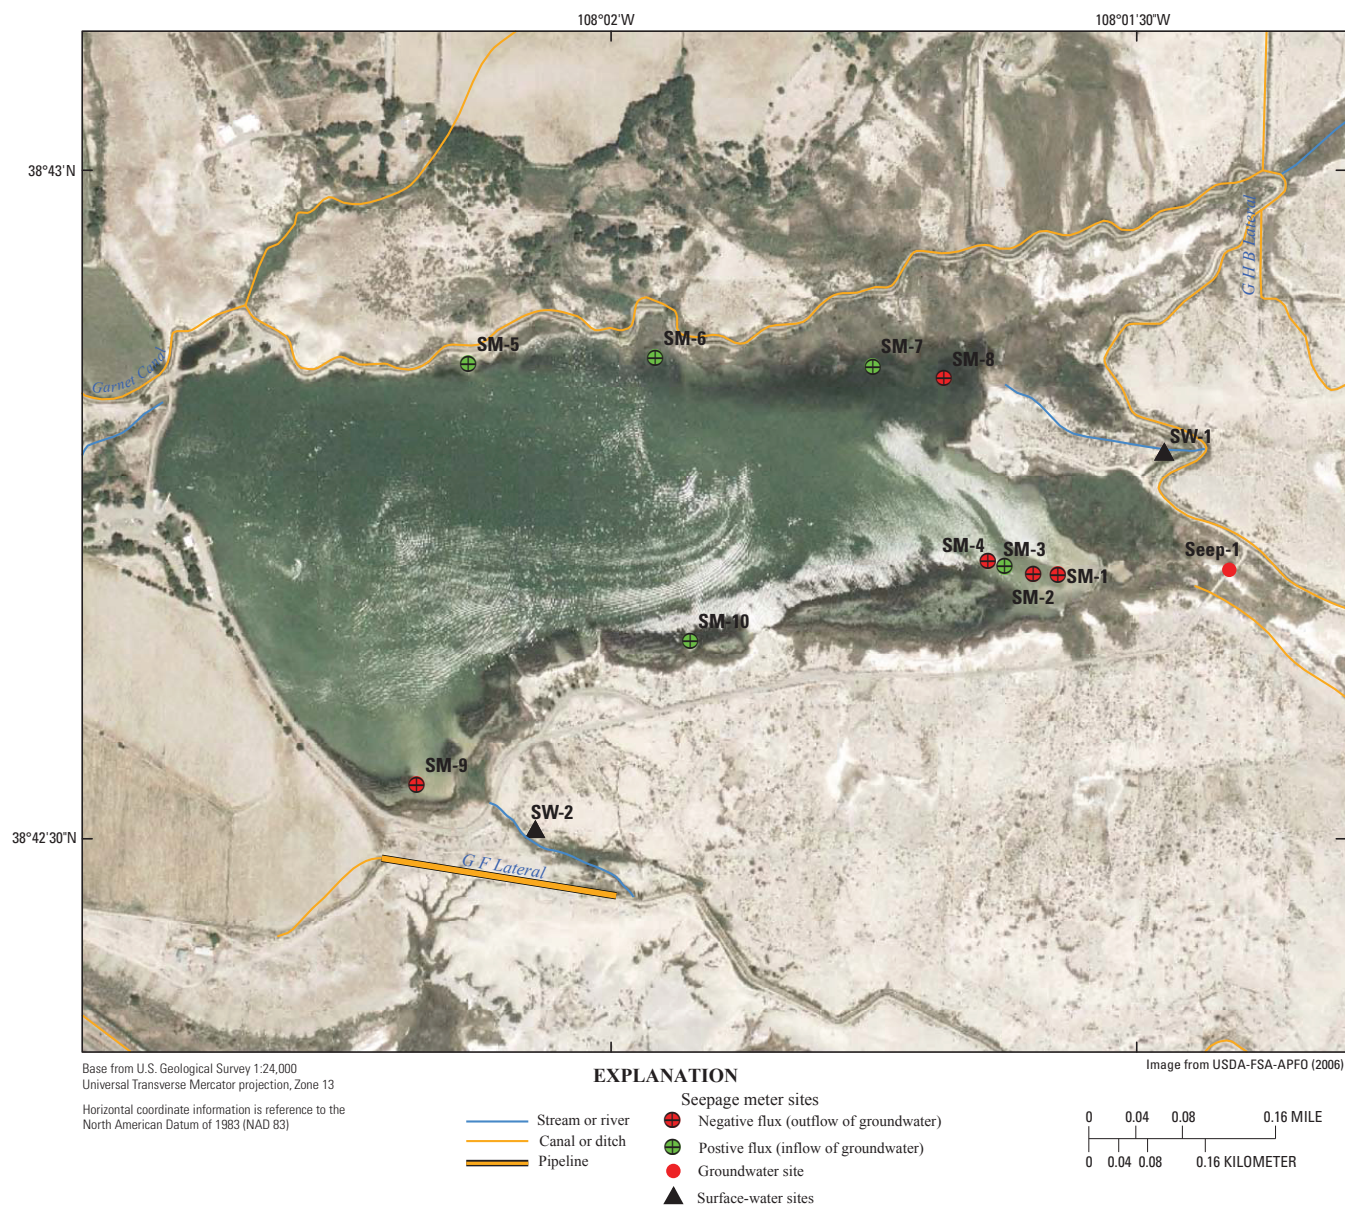 108°02'W
108°01'30"W
38°43'N
G H B Lateral
SM-5
SM-6
SM-7
SM-8
Garnet Canal
SW-1
SM-4
SM-3
Seep-1
SM-1
SM-2
SM-10
SM-9
SW-2
38°42'30"N
G F Lateral
Base from U.S. Geological Survey 1:24,000
Universal Transverse Mercator projection, Zone 13
Horizontal coordinate information is reference to the
North American Datum of 1983 (NAD 83)
Image from USDA-FSA-APFO (2006)
EXPLANATION
Stream or river
Canal or ditch
Pipeline
Seepage meter sites
Negative flux (outflow of groundwater)
Postive flux (inflow of groundwater)
Groundwater site
Surface-water sites
0 0.04 0.08 0.16 MILE
0 0.04 0.08 0.16 KILOMETER